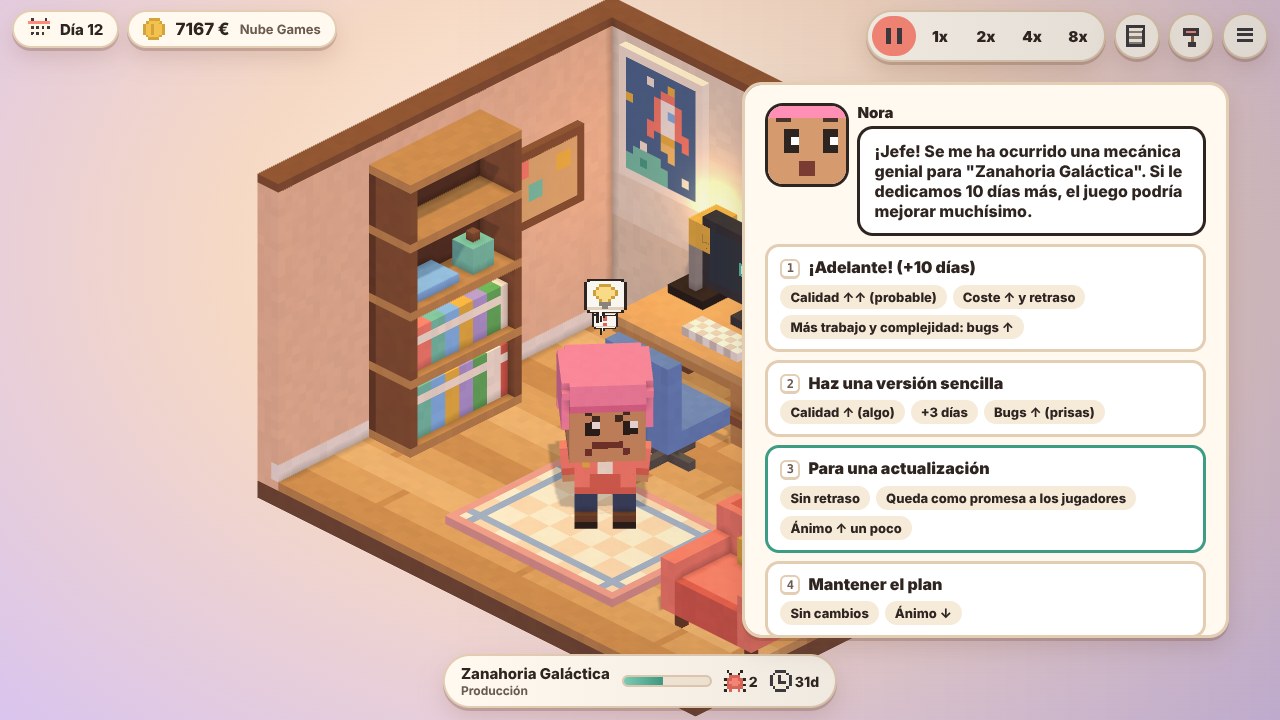 Día 12
7167 € Nube Games
1x 2x 4x 8x
Nora
¡Jefe! Se me ha ocurrido una mecánica
genial para "Zanahoria Galáctica". Si le
dedicamos 10 días más, el juego podría
mejorar muchísimo.
1 ¡Adelante! (+10 días)
Calidad ↑↑ (probable) Coste ↑ y retraso
Más trabajo y complejidad: bugs ↑
2 Haz una versión sencilla
Calidad ↑ (algo) +3 días Bugs ↑ (prisas)
3 Para una actualización
Sin retraso Queda como promesa a los jugadores
Ánimo ↑ un poco
4 Mantener el plan
Sin cambios Ánimo ↓
Zanahoria Galáctica
Producción
2 31d